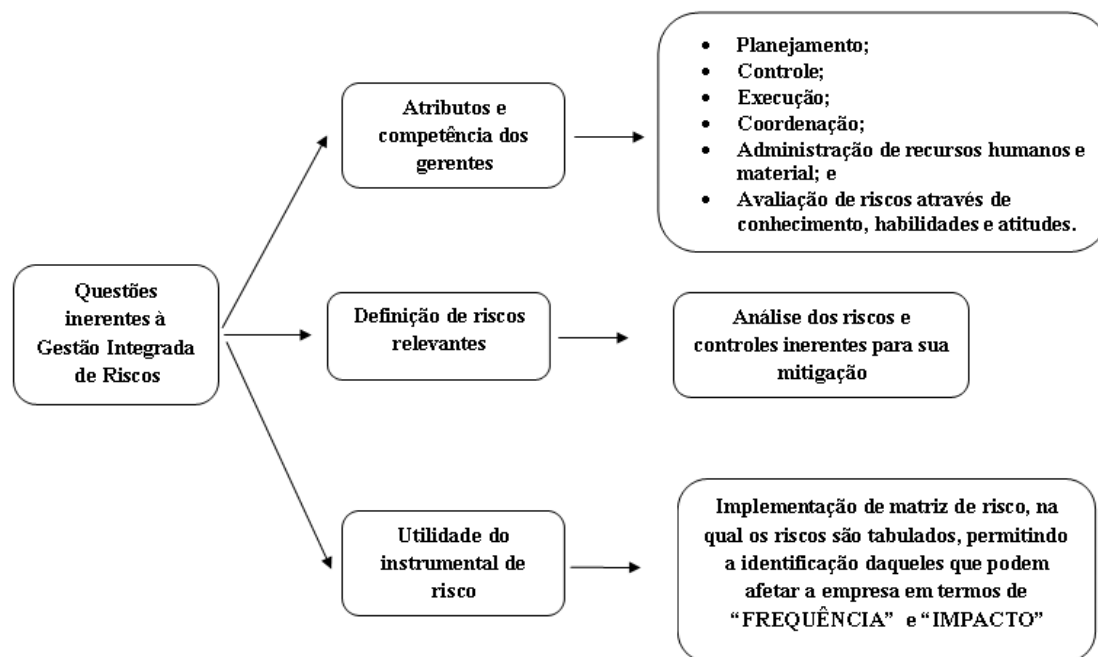 Questões
inerentes à
Gestão Integrada
de Riscos
Atributos e
competência dos
gerentes
• Planejamento;
• Controle;
• Execução;
• Coordenação;
• Administração de recursos humanos e
material; e
• Avaliação de riscos através de
conhecimento, habilidades e atitudes.
Definição de riscos
relevantes
Análise dos riscos e
controles inerentes para sua
mitigação
Utilidade do
instrumental de
risco
Implementação de matriz de risco, na
qual os riscos são tabulados, permitindo
a identificação daqueles que podem
afetar a empresa em termos de
“FREQUÊNCIA” e “IMPACTO”